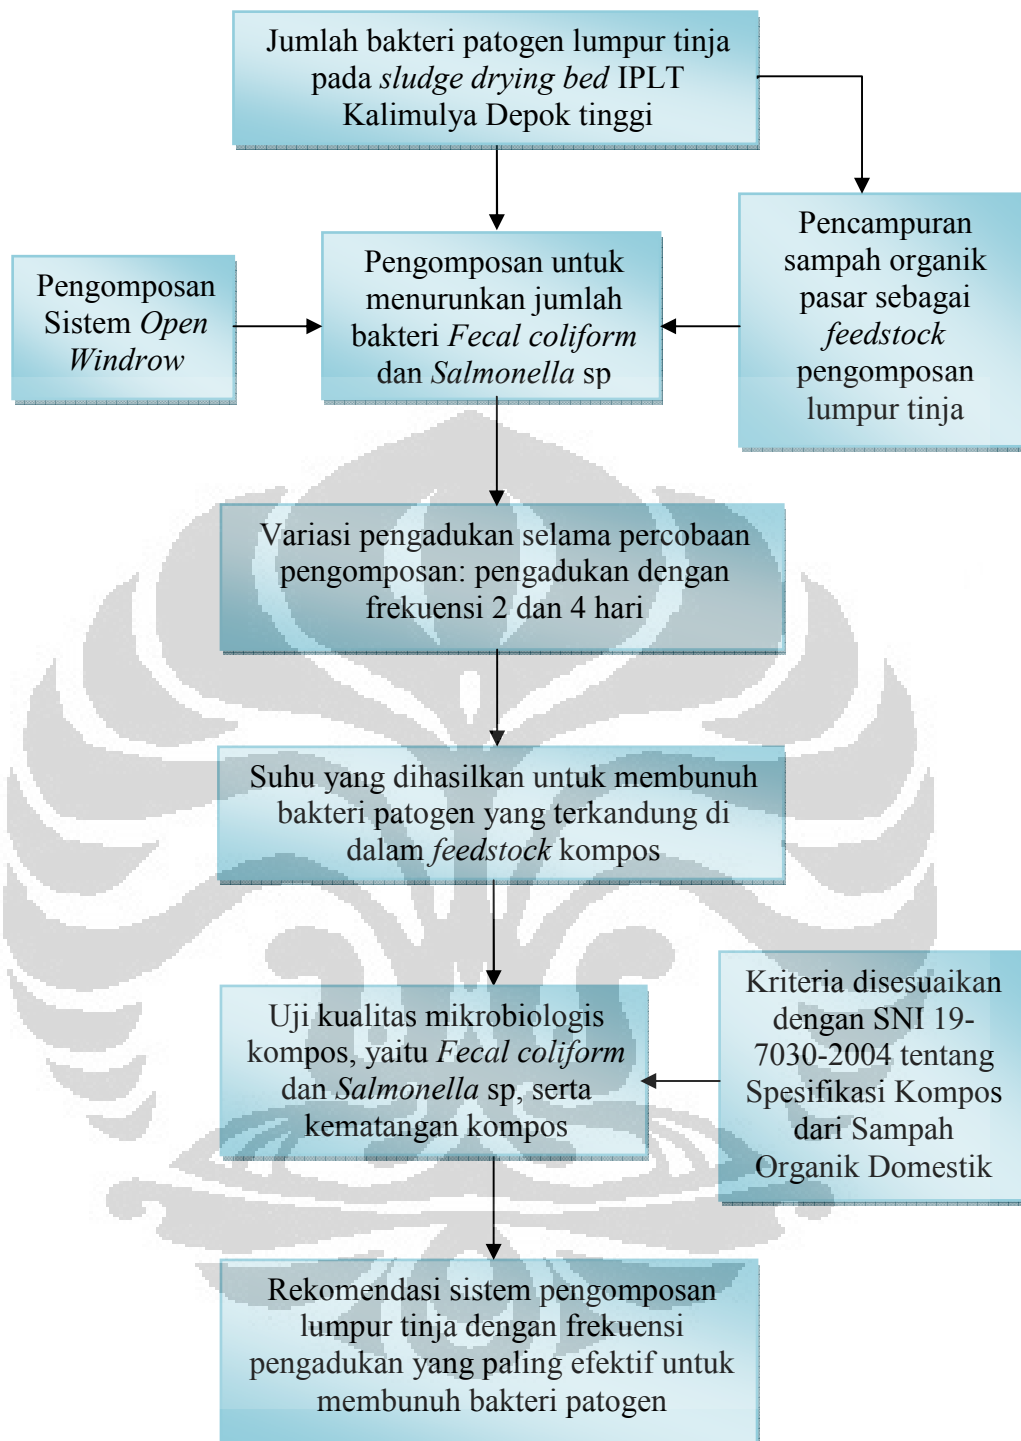 Jumlah bakteri patogen lumpur tinja
pada sludge drying bed IPLT
Kalimulya Depok tinggi
Pencampuran
sampah organik
pasar sebagai
feedstock
pengomposan
lumpur tinja
Pengomposan
Sistem Open
Windrow
Pengomposan untuk
menurunkan jumlah
bakteri Fecal coliform
dan Salmonella sp
Variasi pengadukan selama percobaan
pengomposan: pengadukan dengan
frekuensi 2 dan 4 hari
Suhu yang dihasilkan untuk membunuh
bakteri patogen yang terkandung di
dalam feedstock kompos
Uji kualitas mikrobiologis
kompos, yaitu Fecal coliform
dan Salmonella sp, serta
kematangan kompos
Kriteria disesuaikan
dengan SNI 19-
7030-2004 tentang
Spesifikasi Kompos
dari Sampah
Organik Domestik
Rekomendasi sistem pengomposan
lumpur tinja dengan frekuensi
pengadukan yang paling efektif untuk
membunuh bakteri patogen